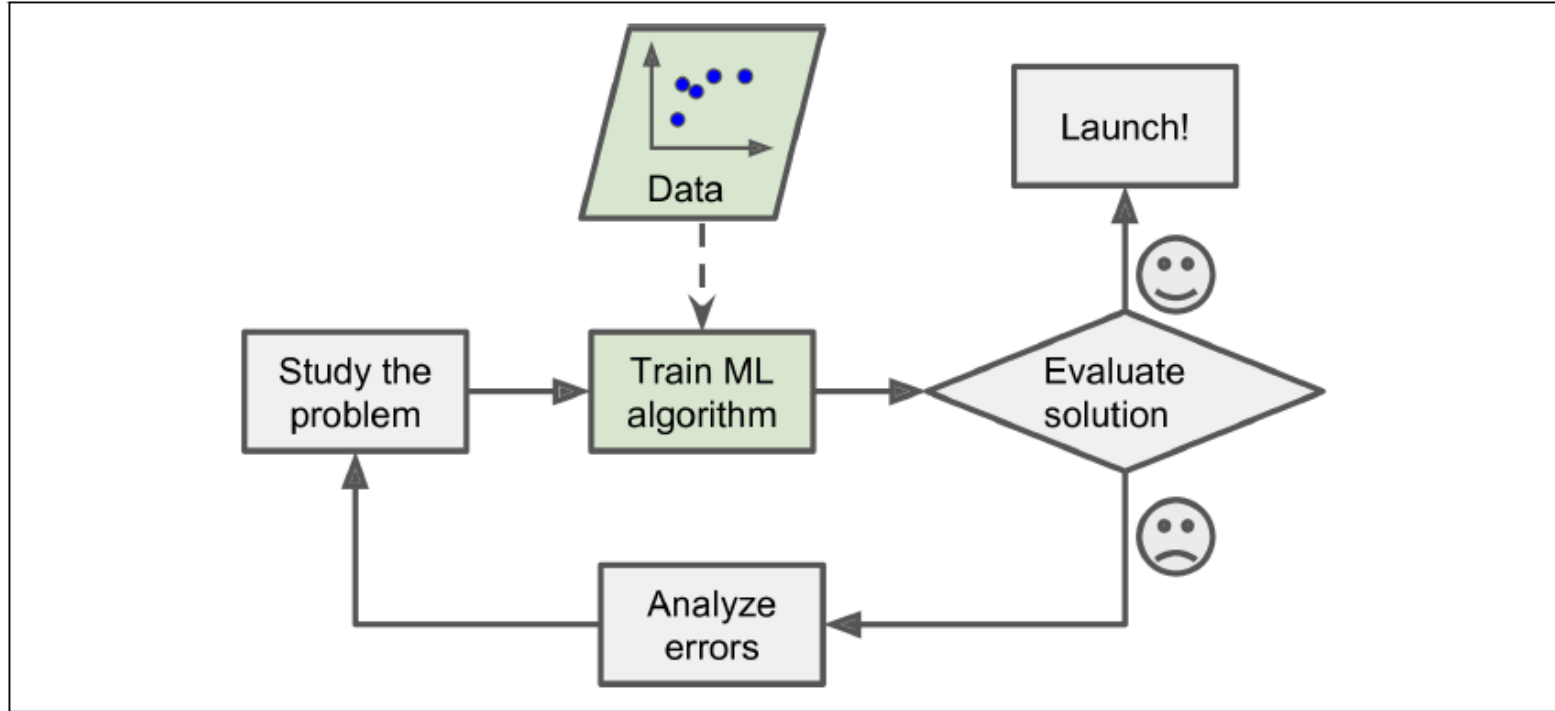 Data
Launch!
Study the
problem
Train ML
algorithm
Evaluate
solution
Analyze
errors